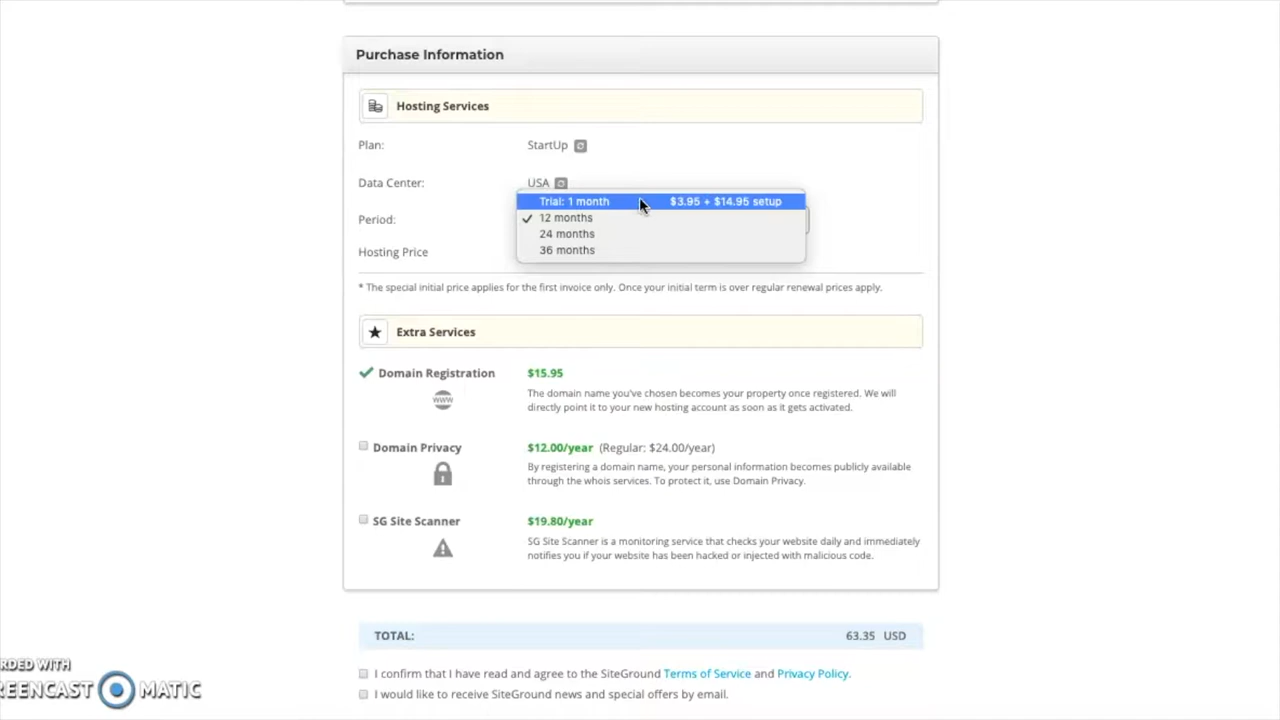 Purchase Information
Hosting Services
Plan: StartUp
Data Center: USA
Trial: 1 month $3.95 + $14.95 setup
Period: 12 months
24 months
Hosting Price 36 months
* The special initial price applies for the first invoice only. Once your initial term is over regular renewal prices apply.
Extra Services
Domain Registration $15.95
www
The domain name you've chosen becomes your property once registered. We will
directly point it to your new hosting account as soon as it gets activated.
Domain Privacy $12.00/year (Regular: $24.00/year)
By registering a domain name, your personal information becomes publicly available
through the whois services. To protect it, use Domain Privacy.
SG Site Scanner $19.80/year
SG Site Scanner is a monitoring service that checks your website daily and immediately
notifies you if your website has been hacked or injected with malicious code.
TOTAL: 63.35 USD
I confirm that I have read and agree to the SiteGround Terms of Service and Privacy Policy.
I would like to receive SiteGround news and special offers by email.
RDED WITH
REENCAST MATIC